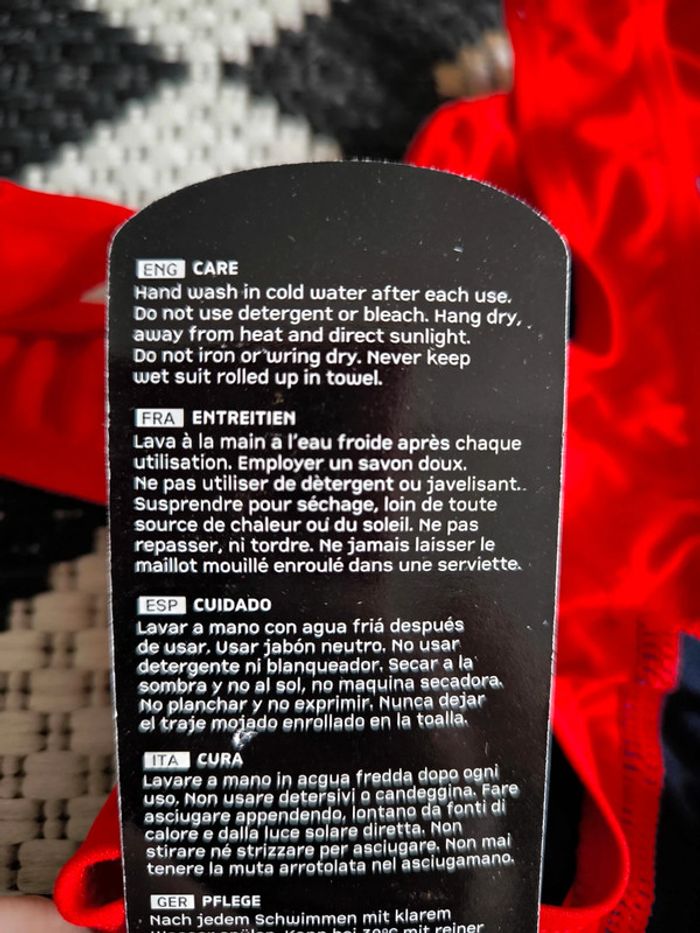 ENG CARE
Hand wash in cold water after each use.
Do not use detergent or bleach. Hang dry,
away from heat and direct sunlight.
Do not iron or wring dry. Never keep
wet suit rolled up in towel.
FRA ENTREITIEN
Lava à la main a l'eau froide après chaque
utilisation. Employer un savon doux.
Ne pas utiliser de dètergent ou javelisant.
Susprendre pour séchage, loin de toute
source de chaleur ou du soleil. Ne pas
repasser, ni tordre. Ne jamais laisser le
maillot mouillé enroulé dans une serviette.
ESP CUIDADO
Lavar a mano con agua friá después
de usar. Usar jabón neutro. No usar
detergente ni blanqueador. Secar a la
sombra y no al sol, no maquina secadora.
No planchar y no exprimir. Nunca dejar
el traje mojado enrollado en la toalla.
ITA CURA
Lavare a mano in acqua fredda dopo ogni
uso. Non usare detersivi o candeggina. Fare
asciugare appendendo, lontano da fonti di
calore e dalla luce solare diretta. Non
stirare né strizzare per asciugare. Non mai
tenere la muta arrotolata nel asciugamano.
GER PFLEGE
Nach jedem Schwimmen mit klarem
Wasser spülen. Kann bei 30°C mit reiner